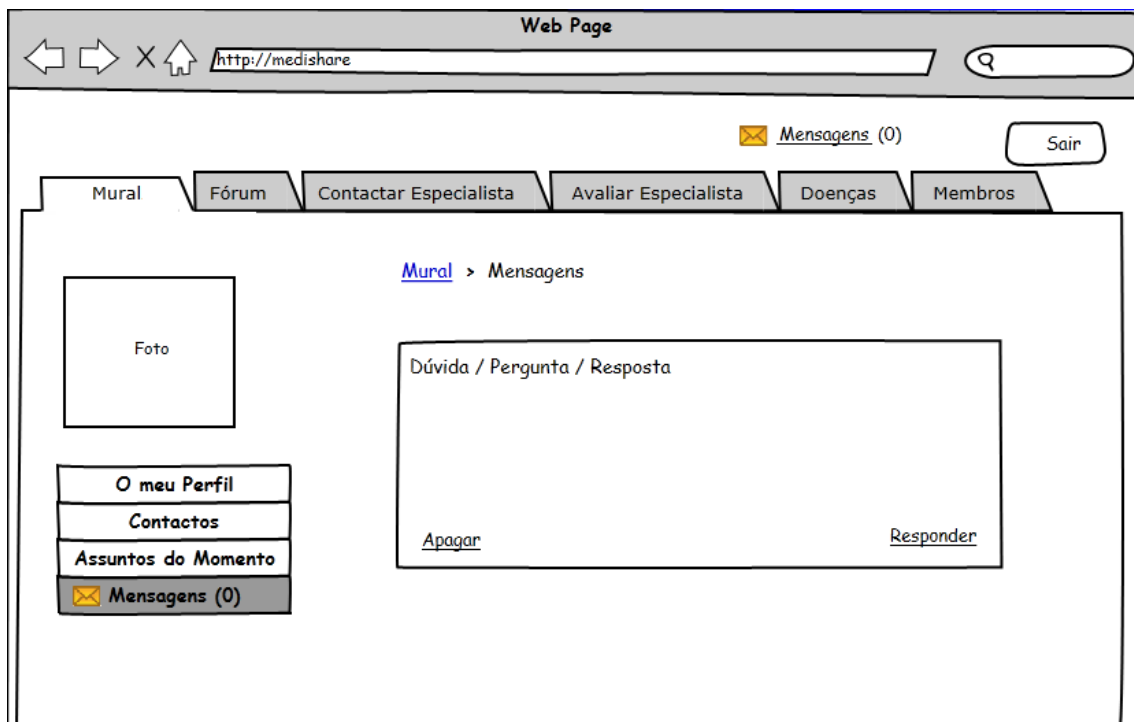 Web Page
http://medishare
Mensagens (0)
Sair
Mural
Fórum
Contactar Especialista
Avaliar Especialista
Doenças
Membros
Mural > Mensagens
Foto
Dúvida / Pergunta / Resposta
Apagar
Responder
O meu Perfil
Contactos
Assuntos do Momento
Mensagens (0)